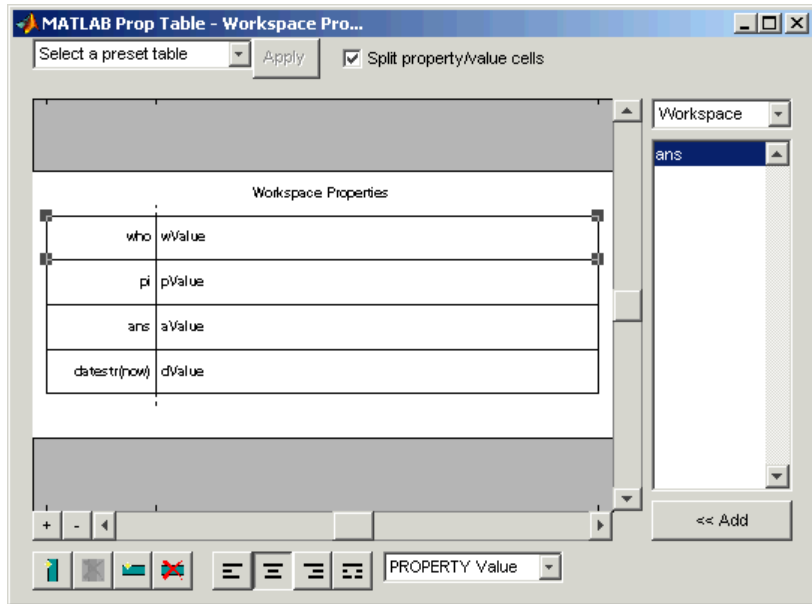 MATLAB Prop Table - Workspace Pro...
Select a preset table Apply Split property/value cells
Workspace
ans
Workspace Properties
who wValue
pi pValue
ans aValue
datestr(now) dValue
+ - << Add
PROPERTY Value